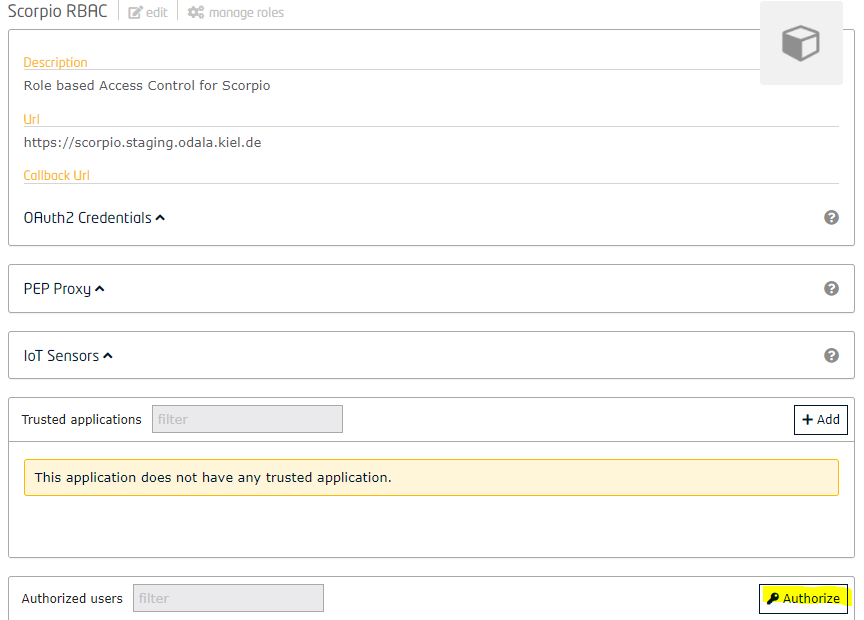 Scorpio RBAC edit manage roles
Description
Role based Access Control for Scorpio
Url
https://scorpio.staging.odala.kiel.de
Callback Url
OAuth2 Credentials ?
PEP Proxy ?
IoT Sensors ?
Trusted applications filter + Add
This application does not have any trusted application.
Authorized users filter Authorize